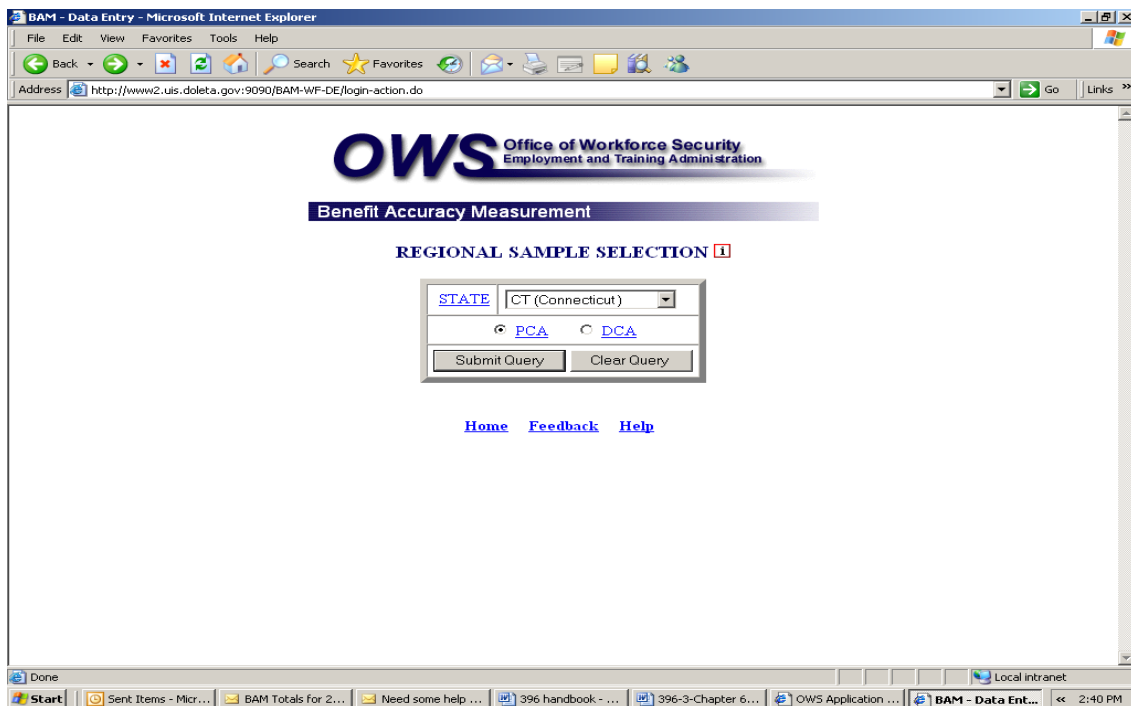 BAM - Data Entry - Microsoft Internet Explorer
File Edit View Favorites Tools Help
Back Search Favorites
Address http://www2.uis.doleta.gov:9090/BAM-WF-DE/login-action.do Go Links »
OWS Office of Workforce Security
Employment and Training Administration
Benefit Accuracy Measurement
REGIONAL SAMPLE SELECTION i
STATE CT (Connecticut)
PCA DCA
Submit Query Clear Query
Home Feedback Help
Done Local intranet
Start Sent Items - Micr... BAM Totals for 2... Need some help ... 396 handbook - ... 396-3-Chapter 6... OWS Application ... BAM - Data Ent... « 2:40 PM